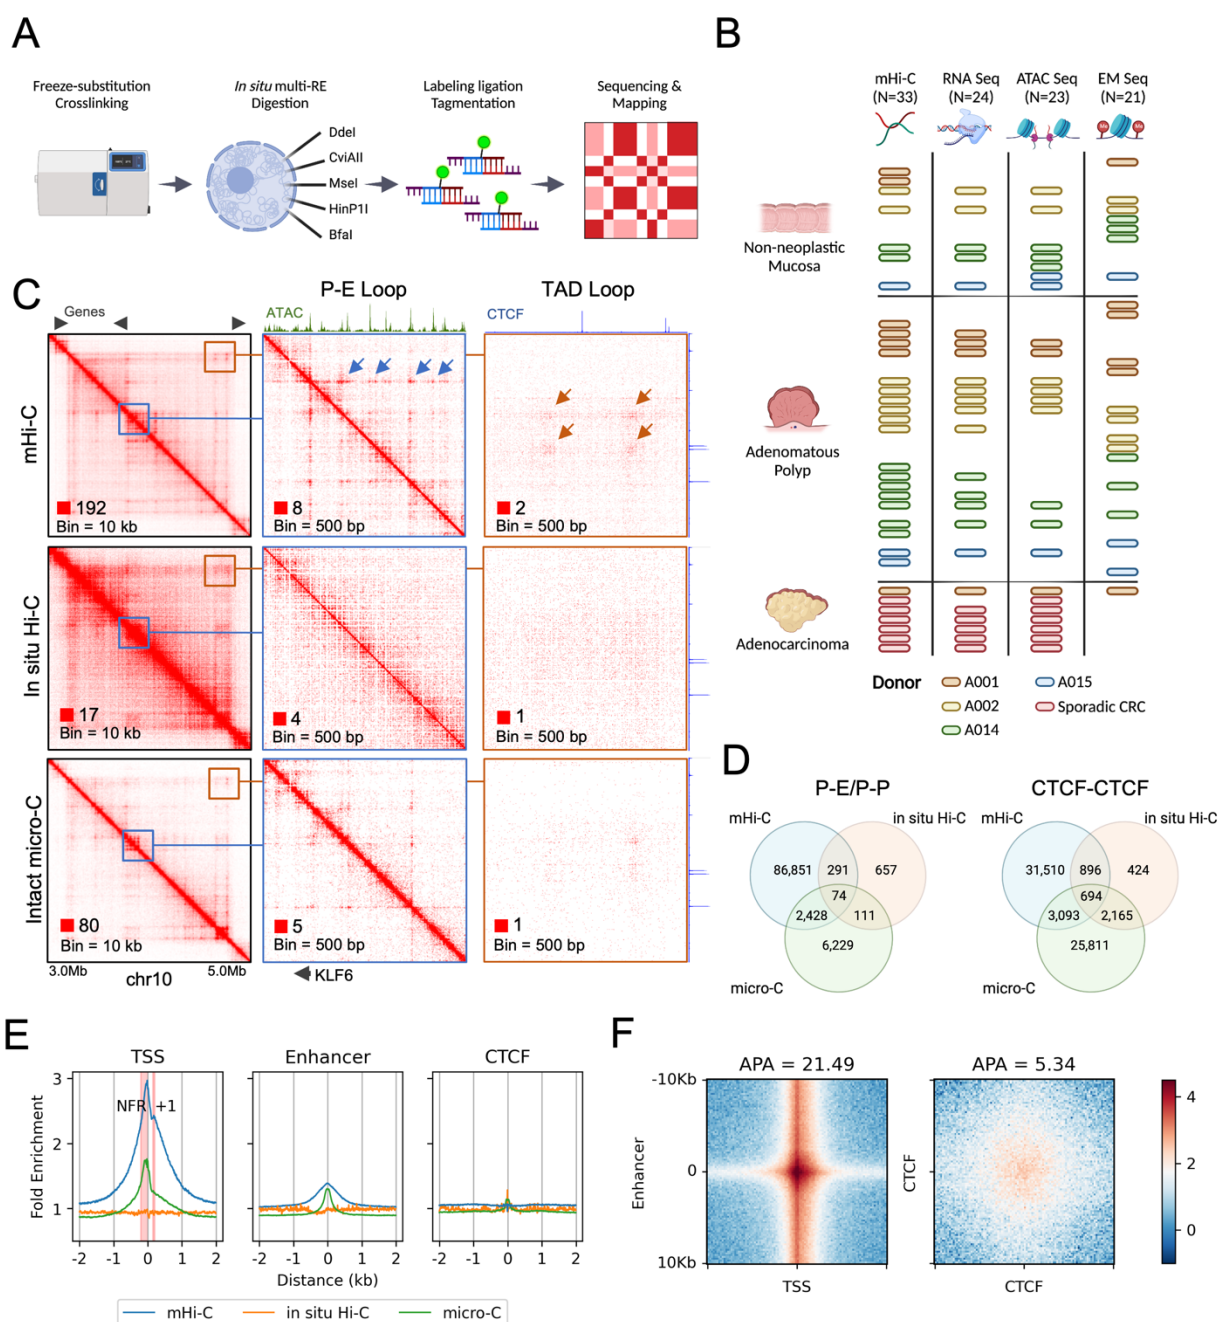 A
Freeze-substitution
Crosslinking
In situ multi-RE
Digestion
Labeling ligation
Tagmentation
Sequencing &
Mapping
DdeI
CviAII
MseI
HinP1I
BfaI
B
mHi-C
(N=33)
RNA Seq
(N=24)
ATAC Seq
(N=23)
EM Seq
(N=21)
Me
Me
Non-neoplastic
Mucosa
Adenomatous
Polyp
Adenocarcinoma
Donor
A001
A002
A014
A015
Sporadic CRC
C
Genes
P-E Loop
TAD Loop
ATAC
CTCF
mHi-C
192
Bin = 10 kb
8
Bin = 500 bp
2
Bin = 500 bp
In situ Hi-C
17
Bin = 10 kb
4
Bin = 500 bp
1
Bin = 500 bp
Intact micro-C
80
Bin = 10 kb
5
Bin = 500 bp
1
Bin = 500 bp
3.0Mb
chr10
5.0Mb
KLF6
D
P-E/P-P
mHi-C
in situ Hi-C
86,851
291
657
74
2,428
111
6,229
micro-C
CTCF-CTCF
mHi-C
in situ Hi-C
31,510
896
424
694
3,093
2,165
25,811
micro-C
E
TSS
Enhancer
CTCF
Fold Enrichment
3
2
1
NFR
+1
-2 -1 0 1 2
-2 -1 0 1 2
-2 -1 0 1 2
Distance (kb)
mHi-C
in situ Hi-C
micro-C
F
APA = 21.49
APA = 5.34
-10Kb
0
10Kb
Enhancer
TSS
CTCF
CTCF
4
2
0